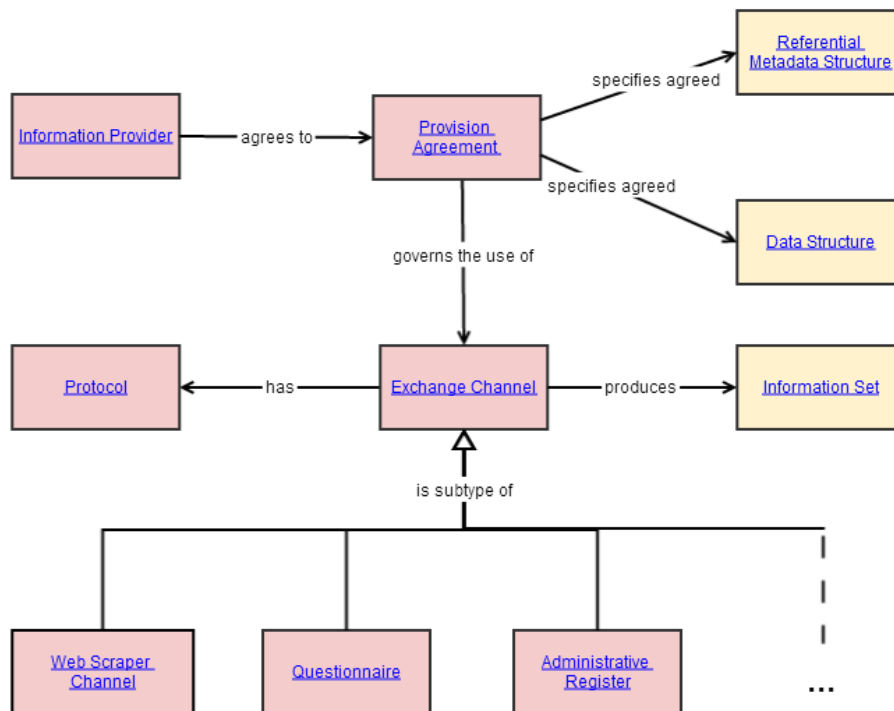 Referential
Metadata Structure
specifies agreed
Information Provider
agrees to
Provision
Agreement
specifies agreed
Data Structure
governs the use of
Protocol
has
Exchange Channel
produces
Information Set
is subtype of
Web Scraper
Channel
Questionnaire
Administrative
Register
...